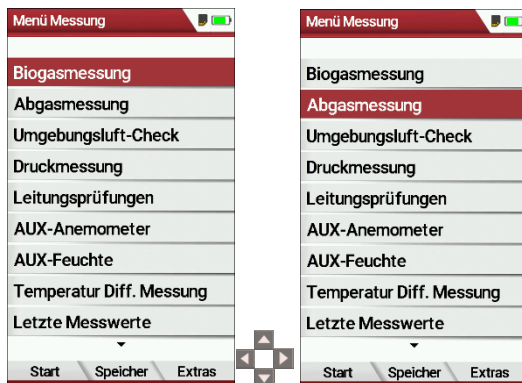 Menü Messung
Biogasmessung
Abgasmessung
Umgebungsluft-Check
Druckmessung
Leitungsprüfungen
AUX-Anemometer
AUX-Feuchte
Temperatur Diff. Messung
Letzte Messwerte
Start Speicher Extras
Menü Messung
Biogasmessung
Abgasmessung
Umgebungsluft-Check
Druckmessung
Leitungsprüfungen
AUX-Anemometer
AUX-Feuchte
Temperatur Diff. Messung
Letzte Messwerte
Start Speicher Extras